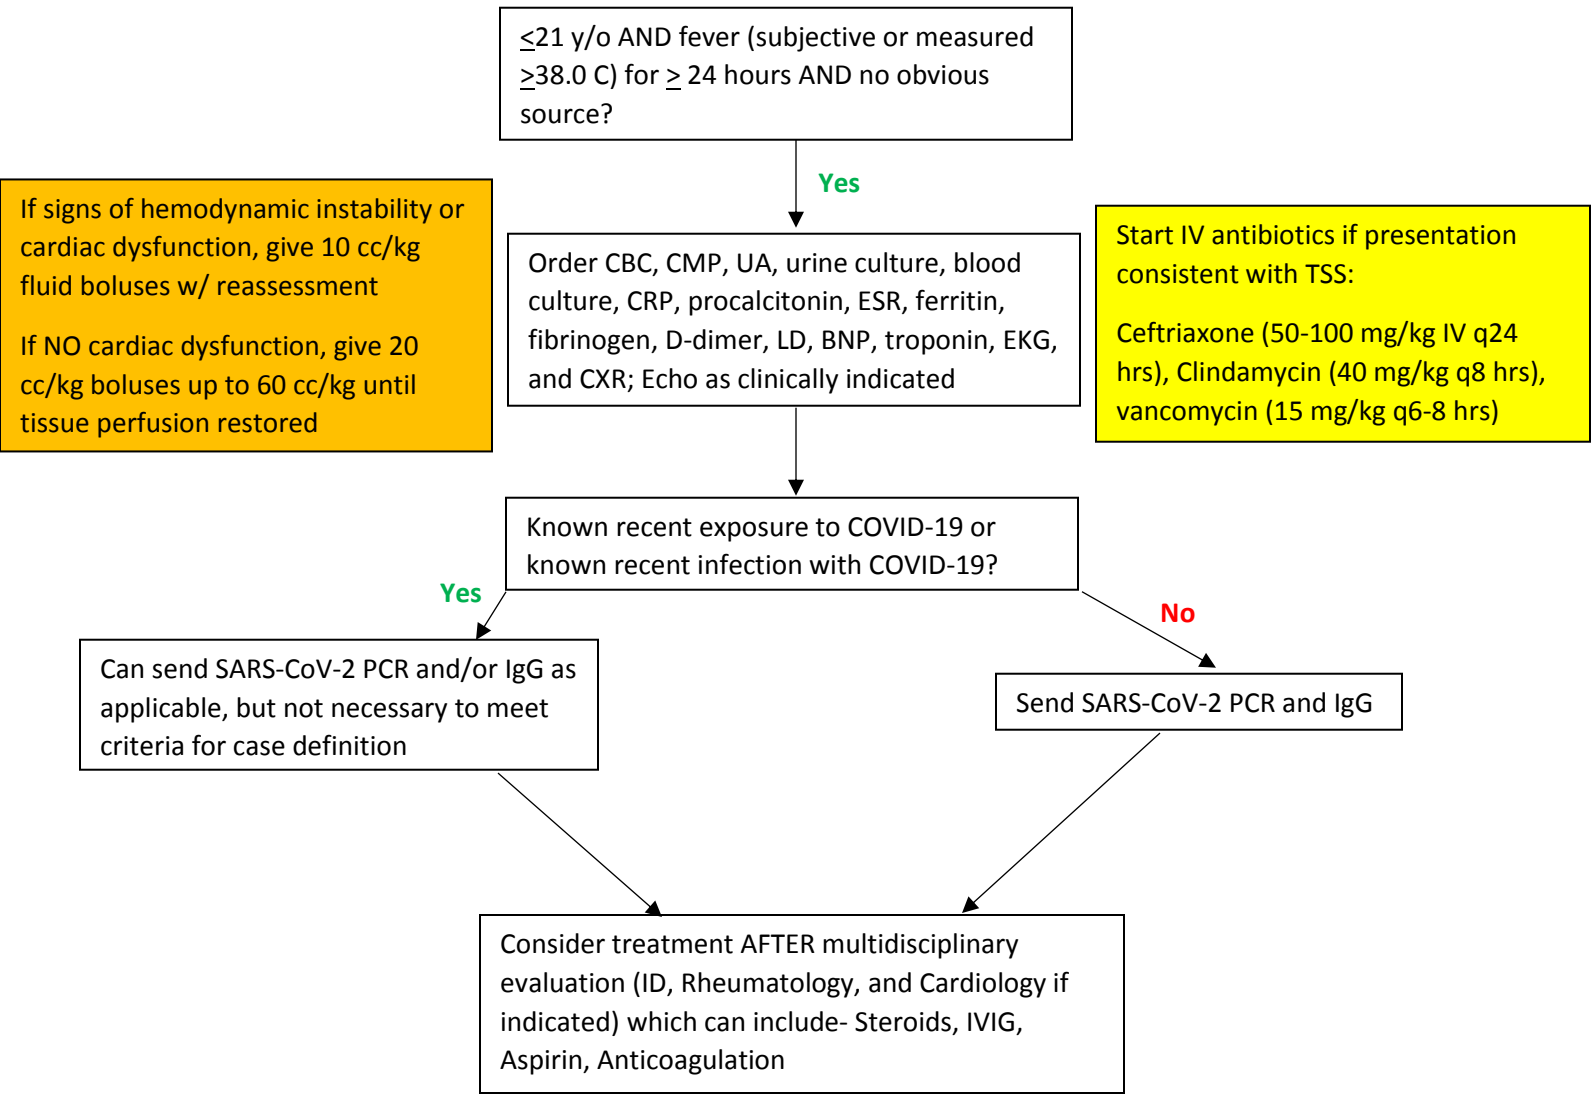 <21 y/o AND fever (subjective or measured
>38.0 C) for > 24 hours AND no obvious
source?
Yes
If signs of hemodynamic instability or
cardiac dysfunction, give 10 cc/kg
fluid boluses w/ reassessment
If NO cardiac dysfunction, give 20
cc/kg boluses up to 60 cc/kg until
tissue perfusion restored
Order CBC, CMP, UA, urine culture, blood
culture, CRP, procalcitonin, ESR, ferritin,
fibrinogen, D-dimer, LD, BNP, troponin, EKG,
and CXR; Echo as clinically indicated
Start IV antibiotics if presentation
consistent with TSS:
Ceftriaxone (50-100 mg/kg IV q24
hrs), Clindamycin (40 mg/kg q8 hrs),
vancomycin (15 mg/kg q6-8 hrs)
Known recent exposure to COVID-19 or
known recent infection with COVID-19?
Yes
No
Can send SARS-CoV-2 PCR and/or IgG as
applicable, but not necessary to meet
criteria for case definition
Send SARS-CoV-2 PCR and IgG
Consider treatment AFTER multidisciplinary
evaluation (ID, Rheumatology, and Cardiology if
indicated) which can include- Steroids, IVIG,
Aspirin, Anticoagulation